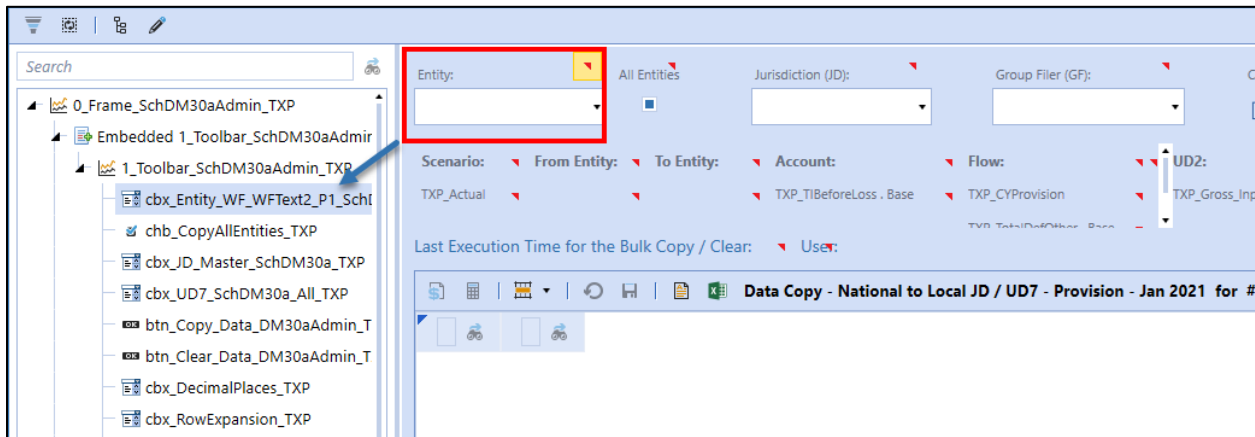 Search
0_Frame_SchDM30aAdmin_TXP
Embedded 1_Toolbar_SchDM30aAdmir
1_Toolbar_SchDM30aAdmin_TXP
cbx_Entity_WF_WFText2_P1_Sch
chb_CopyAllEntities_TXP
cbx_JD_Master_SchDM30a_TXP
cbx_UD7_SchDM30a_All_TXP
btn_Copy_Data_DM30aAdmin_T
btn_Clear_Data_DM30aAdmin_T
cbx_DecimalPlaces_TXP
cbx_RowExpansion_TXP
Entity: All Entities Jurisdiction (JD): Group Filer (GF): C
Scenario: From Entity: To Entity: Account: Flow: UD2:
TXP_Actual TXP_TIBeforeLoss . Base TXP_CYProvision TXP_Gross_Inp
TXP_TotalDefOther . Base
Last Execution Time for the Bulk Copy / Clear: User:
Data Copy - National to Local JD / UD7 - Provision - Jan 2021 for #